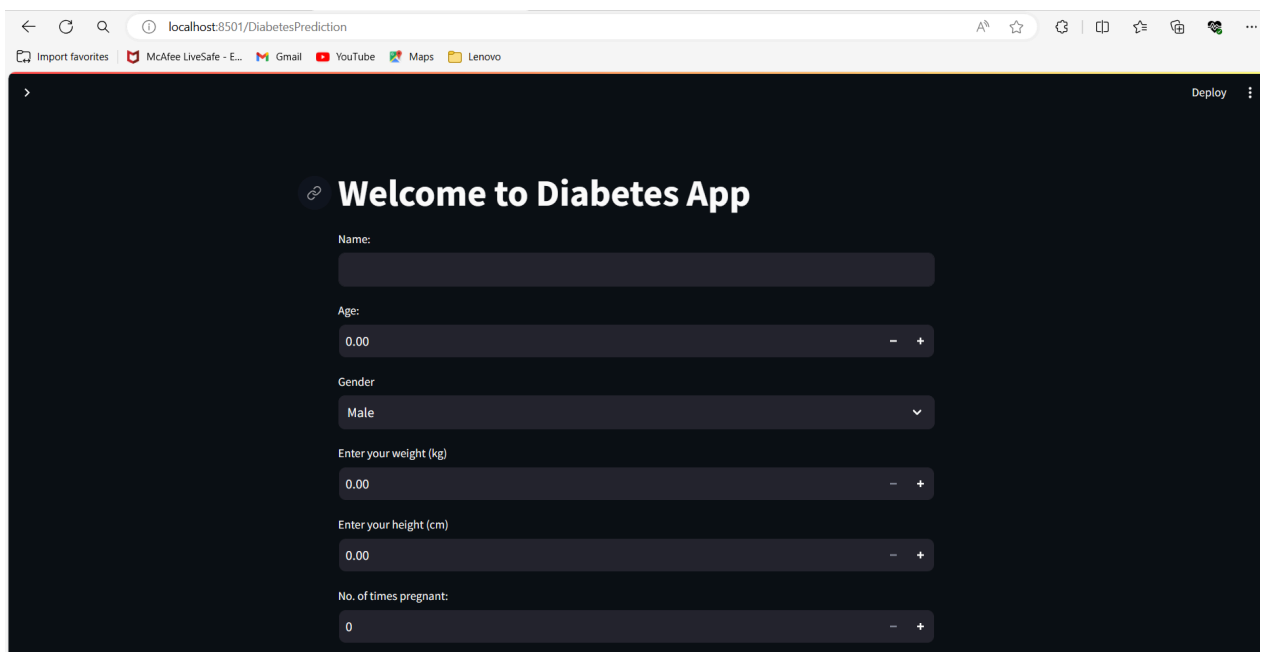 localhost:8501/DiabetesPrediction
Import favorites McAfee LiveSafe - E... Gmail YouTube Maps Lenovo
Deploy
Welcome to Diabetes App
Name:
Age:
0.00
Gender
Male
Enter your weight (kg)
0.00
Enter your height (cm)
0.00
No. of times pregnant:
0